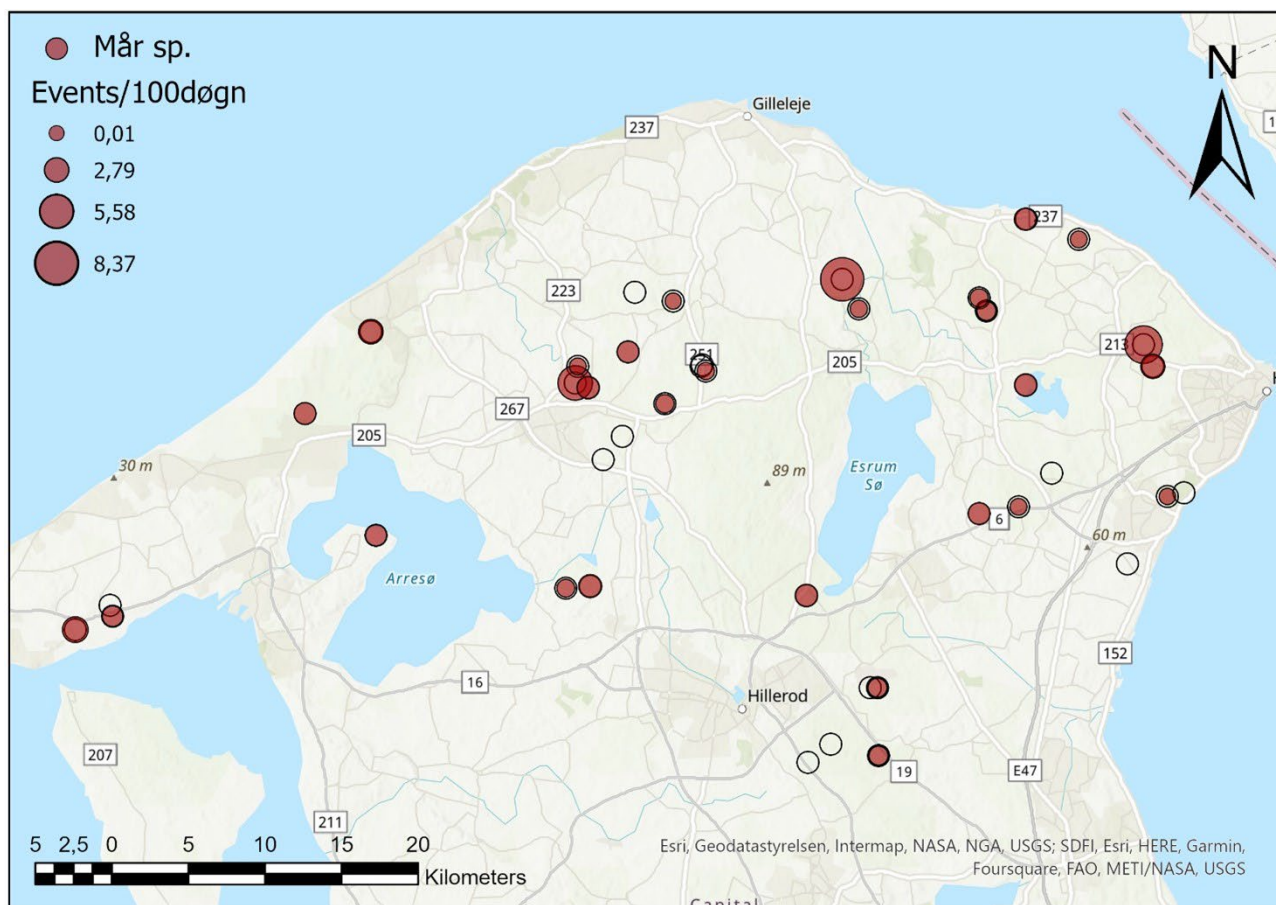 Mår sp.
Events/100døgn
0,01
2,79
5,58
8,37
N
Gilleleje
237
237
1
223
251
213
205
H
267
205
30 m
89 m
Esrum
Sø
6
60 m
Arresø
152
16
Hillerod
207
19
E47
211
5 2,5 0 5 10 15 20
Kilometers
Esri, Geodatastyrelsen, Intermap, NASA, NGA, USGS; SDFI, Esri, HERE, Garmin,
Foursquare, FAO, METI/NASA, USGS
Capital